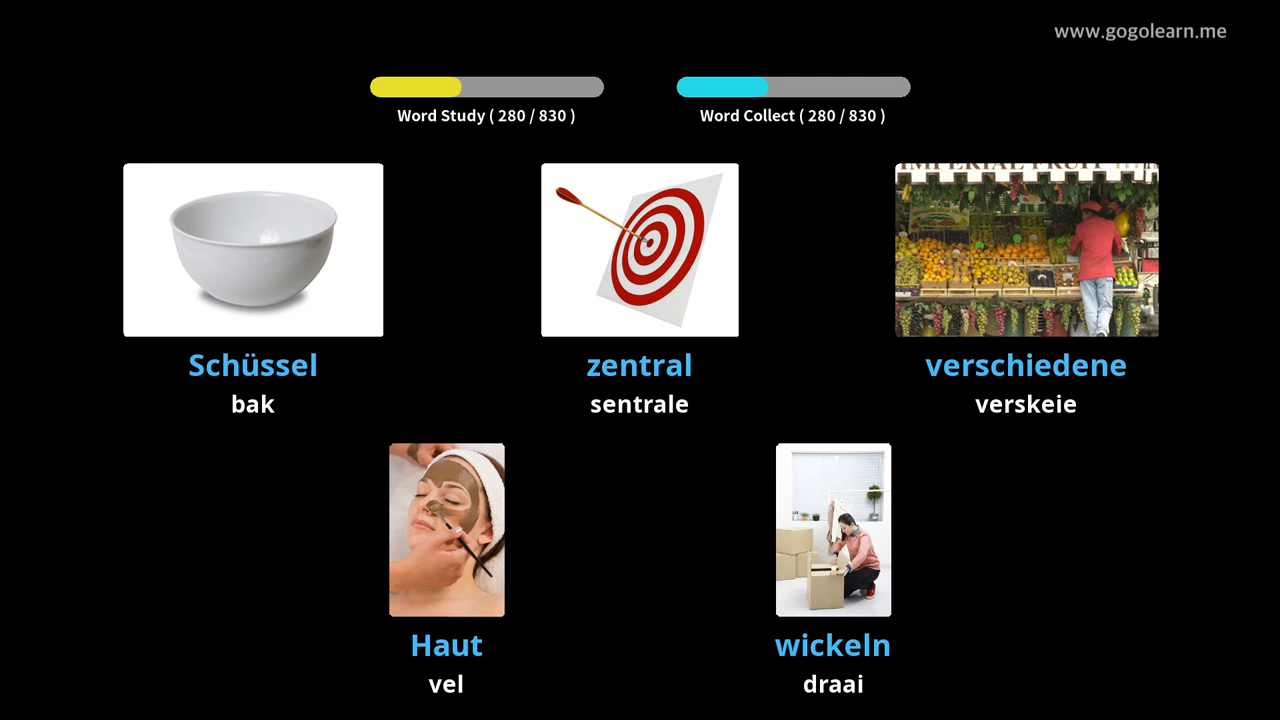 www.gogolearn.me
Word Study ( 280 / 830 )
Word Collect ( 280 / 830 )
Schüssel
bak
zentral
sentrale
verschiedene
verskeie
Haut
vel
wickeln
draai